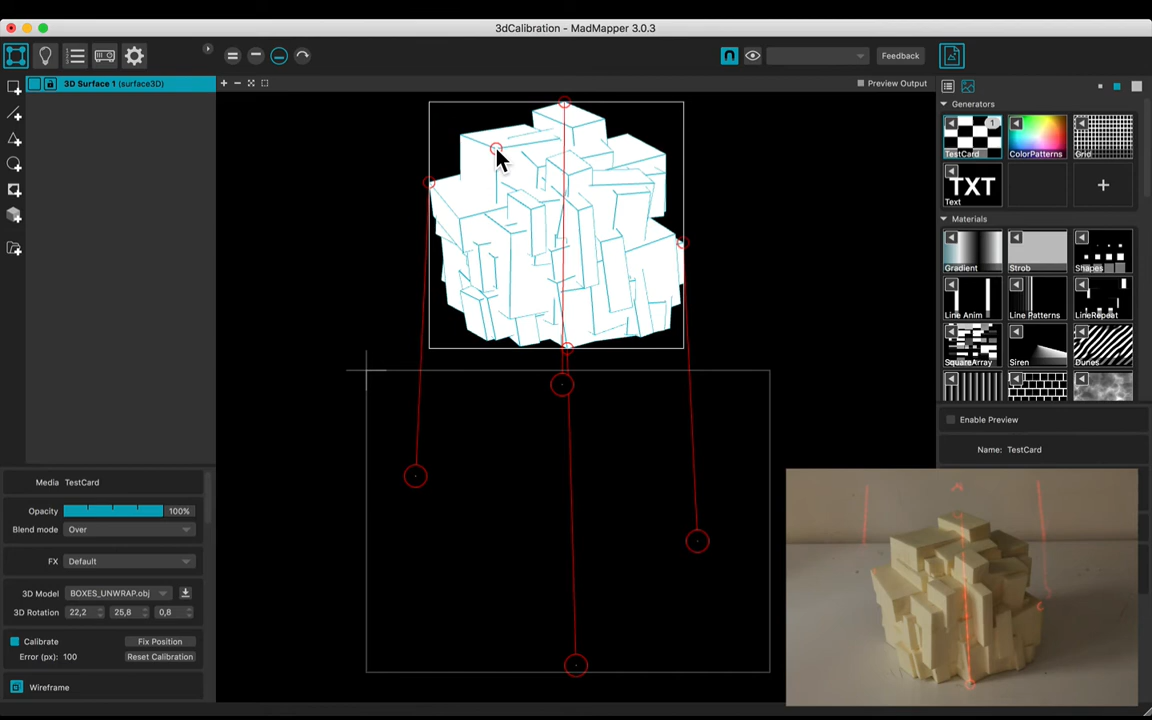 3dCalibration - MadMapper 3.0.3
Feedback
3D Surface 1 (surface3D)
Preview Output
Generators
TestCard
1
ColorPatterns
Grid
TXT
Text
Materials
Gradient
Strob
Shapes
Line Anim
Line Patterns
LineRepeat
SquareArray
Siren
Dunes
Enable Preview
Name: TestCard
Media TestCard
Opacity 100%
Blend mode Over
FX Default
3D Model BOXES_UNWRAP.obj
3D Rotation 22,2 25,8 0,8
Calibrate Fix Position
Error (px): 100 Reset Calibration
Wireframe